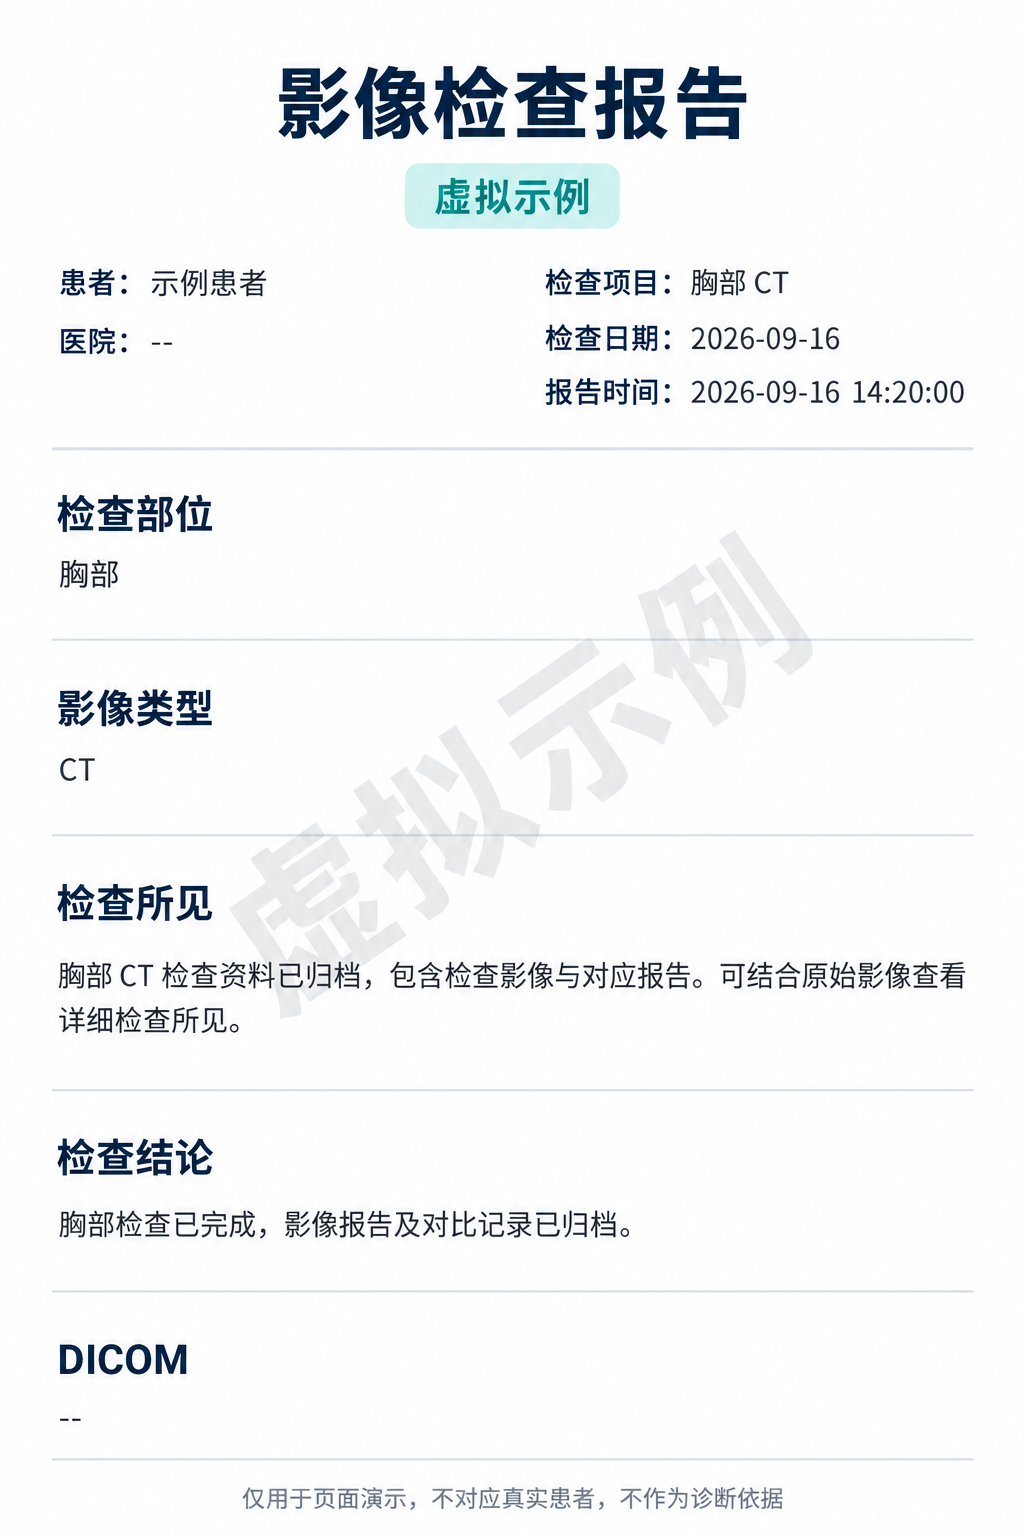 影像检查报告
虚拟示例
患者： 示例患者
医院： --
检查项目： 胸部 CT
检查日期： 2026-09-16
报告时间： 2026-09-16 14:20:00
检查部位
胸部
影像类型
CT
检查所见
胸部 CT 检查资料已归档，包含检查影像与对应报告。可结合原始影像查看
详细检查所见。
检查结论
胸部检查已完成，影像报告及对比记录已归档。
DICOM
--
仅用于页面演示，不对应真实患者，不作为诊断依据
虚拟示例